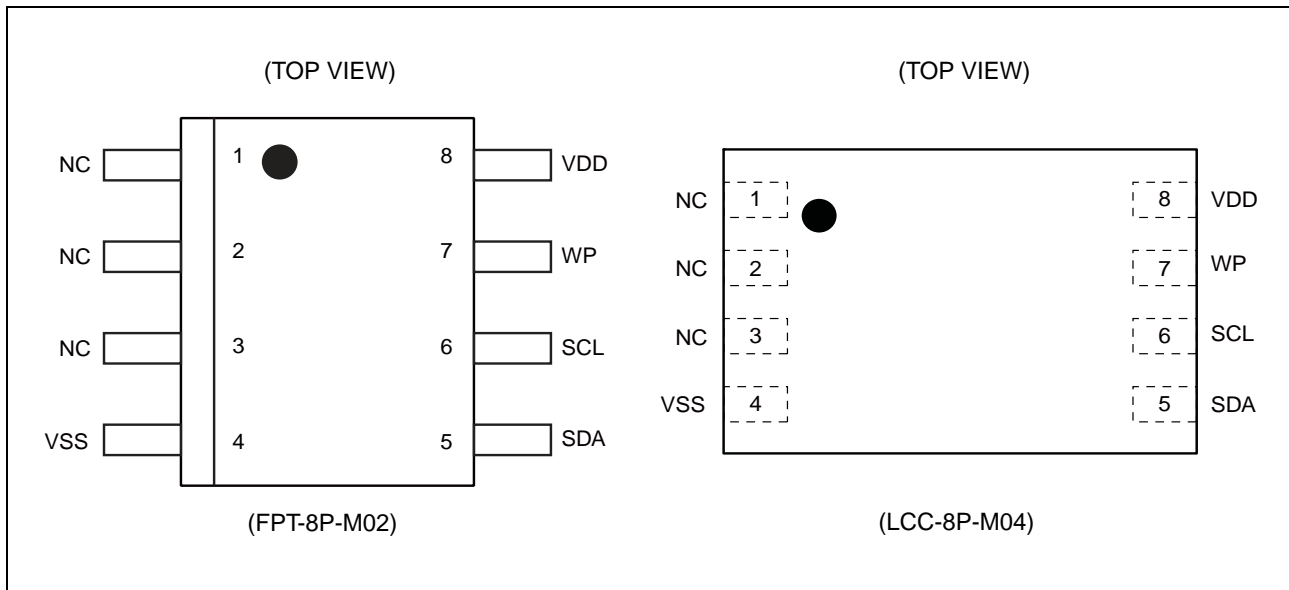 (TOP VIEW)
NC 1 8 VDD
NC 2 7 WP
NC 3 6 SCL
VSS 4 5 SDA
(FPT-8P-M02)
(TOP VIEW)
NC 1 8 VDD
NC 2 7 WP
NC 3 6 SCL
VSS 4 5 SDA
(LCC-8P-M04)